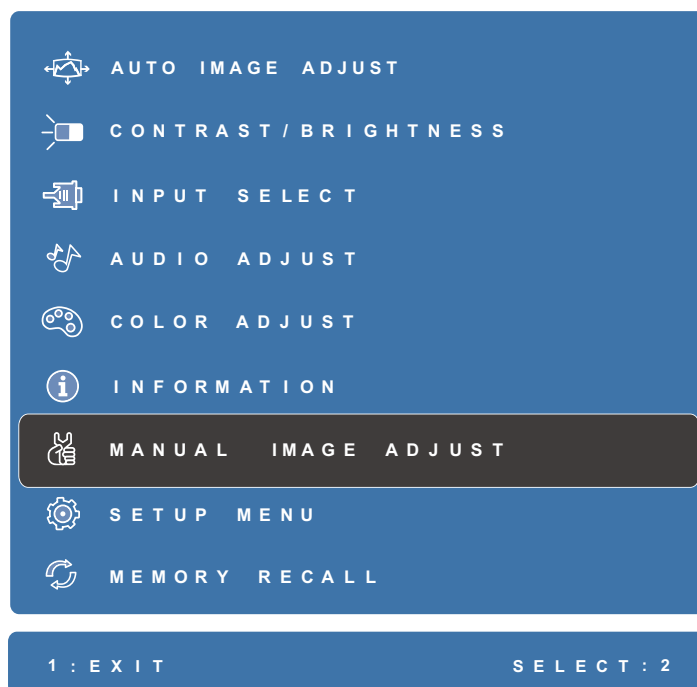 AUTO IMAGE ADJUST
CONTRAST/BRIGHTNESS
INPUT SELECT
AUDIO ADJUST
COLOR ADJUST
INFORMATION
MANUAL IMAGE ADJUST
SETUP MENU
MEMORY RECALL
1:EXIT SELECT:2